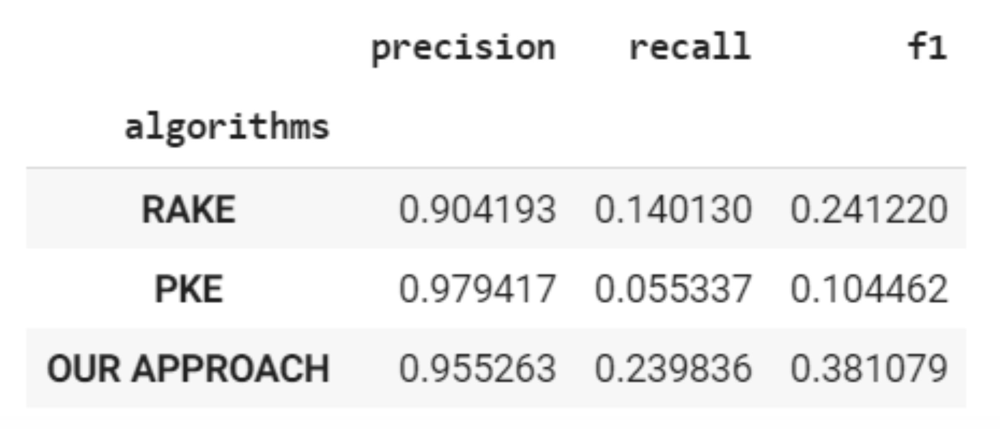 precision recall f1
algorithms
RAKE 0.904193 0.140130 0.241220
PKE 0.979417 0.055337 0.104462
OUR APPROACH 0.955263 0.239836 0.381079